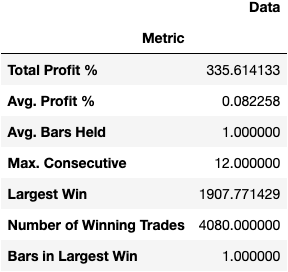 Data
Metric
Total Profit % 335.614133
Avg. Profit % 0.082258
Avg. Bars Held 1.000000
Max. Consecutive 12.000000
Largest Win 1907.771429
Number of Winning Trades 4080.000000
Bars in Largest Win 1.000000